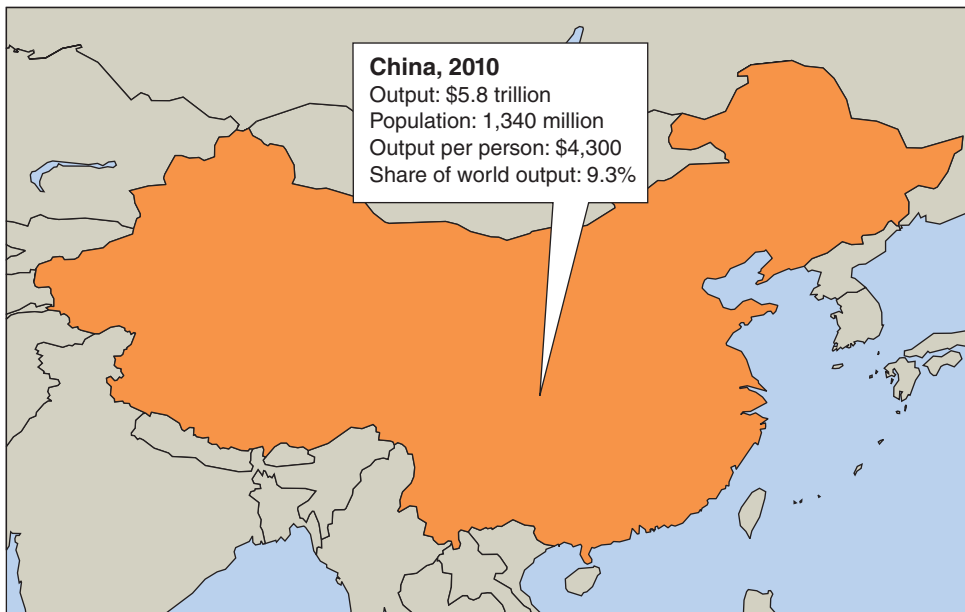 China, 2010
Output: $5.8 trillion
Population: 1,340 million
Output per person: $4,300
Share of world output: 9.3%